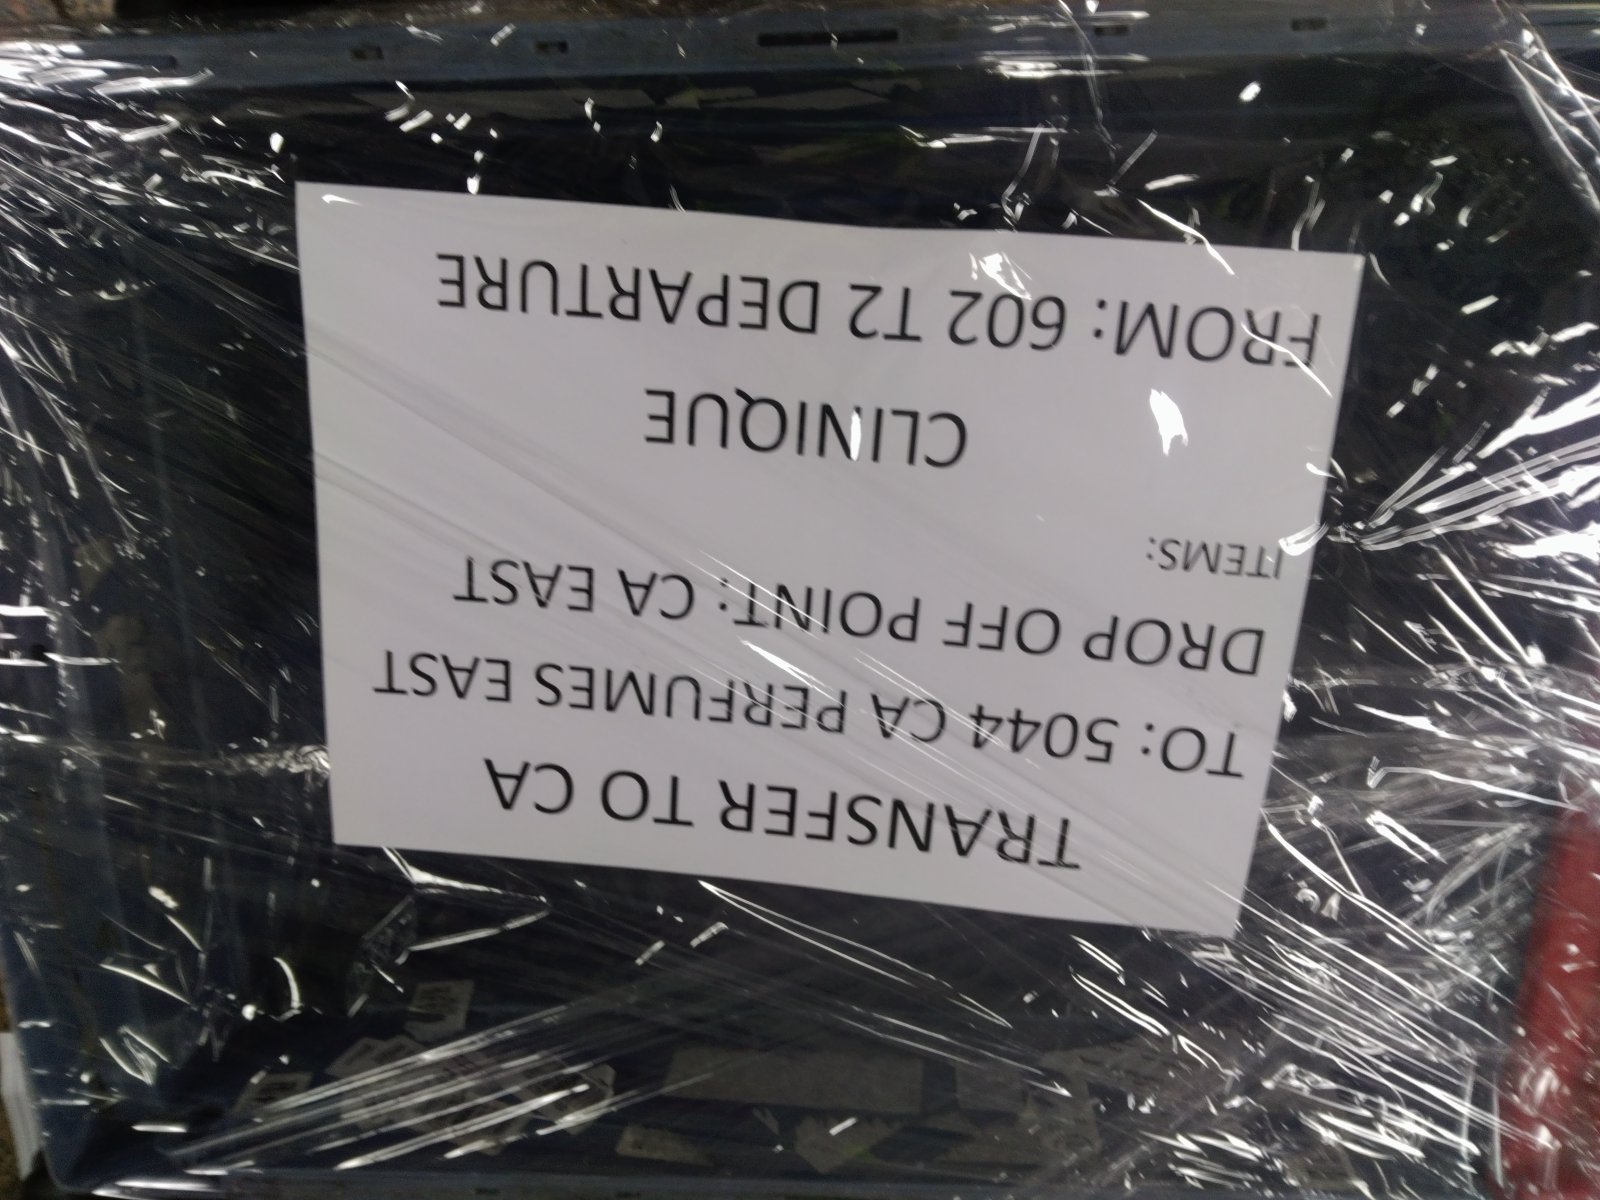 TRANSFER TO CA
TO: 5044 CA PERFUMES EAST
DROP OFF POINT: CA EAST
ITEMS:
CLINIQUE
FROM: 602 T2 DEPARTURE